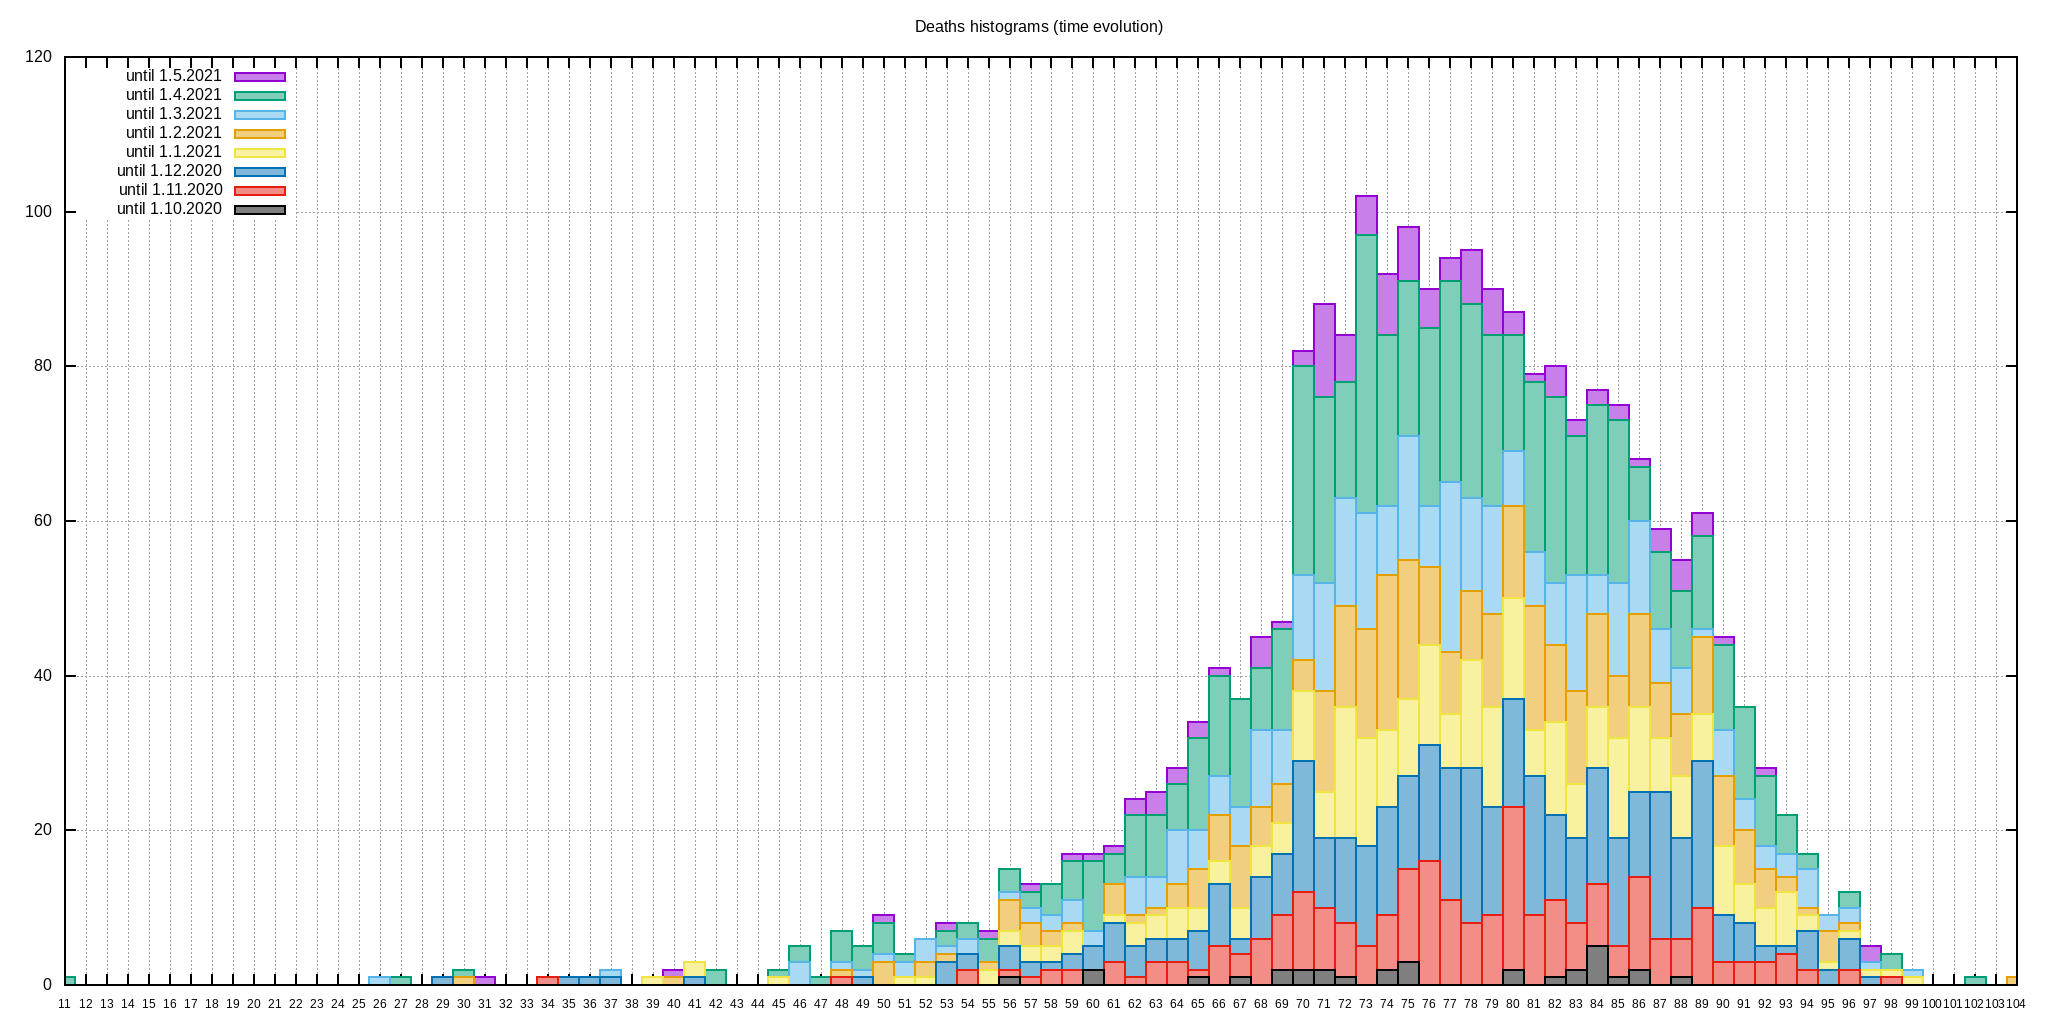 Deaths histograms (time evolution)
120
100
80
60
40
20
0
until 1.5.2021
until 1.4.2021
until 1.3.2021
until 1.2.2021
until 1.1.2021
until 1.12.2020
until 1.11.2020
until 1.10.2020
11 12 13 14 15 16 17 18 19 20 21 22 23 24 25 26 27 28 29 30 31 32 33 34 35 36 37 38 39 40 41 42 43 44 45 46 47 48 49 50 51 52 53 54 55 56 57 58 59 60 61 62 63 64 65 66 67 68 69 70 71 72 73 74 75 76 77 78 79 80 81 82 83 84 85 86 87 88 89 90 91 92 93 94 95 96 97 98 99 100 101 102 103 104